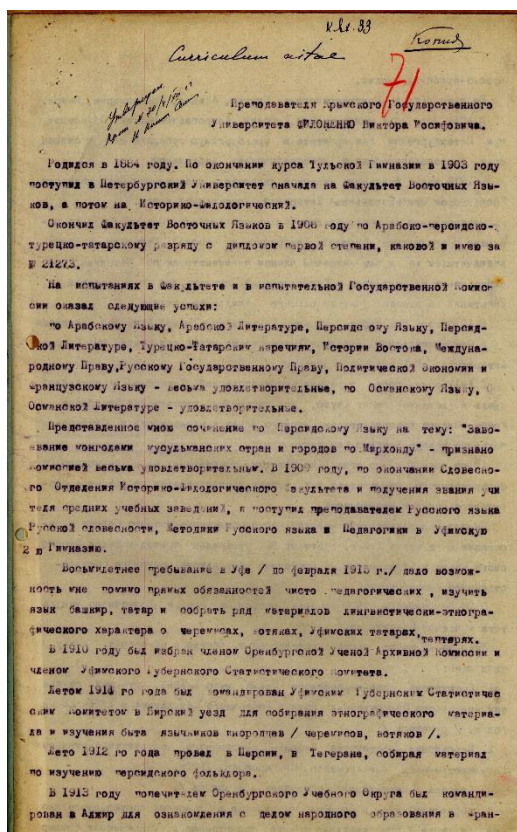 Копия
Curriculum vitae
71
Преподавателя Крымского Государственного
Университета ФИЛОНЕНКО Виктора Иосифовича.
Родился в 1884 году. По окончании курса Тульской Гимназии в 1903 году
поступил в Петербургский Университет сначала на Факультет Восточных Язы-
ков, а потом на Историко-Филологический.
Окончил Факультет Восточных Языков в 1908 году по Арабско-персидско-
турецко-татарскому разряду с дипломом первой степени, каковой и имею за
№ 21273.
На испытаниях в Факультете и в испытательной Государственной Комис-
сии оказал следующие успехи:
по Арабскому Языку, Арабской Литературе, Персидскому Языку, Персид-
ской Литературе, Турецко-Татарским наречиям, Истории Востока, Междуна-
родному Праву, Русскому Государственному Праву, Политической Экономии и
Французскому Языку - весьма удовлетворительные, по Османскому Языку,
Османской Литературе - удовлетворительные.
Представленное мною сочинение по Персидскому Языку на тему: "Заво-
евание монголами мусульманских стран и городов по Мирхонду" - признано
Комиссией весьма удовлетворительным. В 1909 году, по окончании Словесно-
го Отделения Историко-Филологического Факультета и получения звания учи
теля средних учебных заведений, я поступил преподавателем Русского языка
Русской словесности, Методики Русского языка и Педагогики в Уфимскую
2 ю Гимназию.
Восьмилетнее пребывание в Уфе / до февраля 1915 г./ дало возмож-
ность мне помимо прямых обязанностей чисто педагогических , изучить
язык башкир, татар и собрать ряд материалов лингвистически-этногра-
фического характера о черемисах, вотяках, Уфимских татарах, тептярях.
В 1910 году был избран членом Оренбургской Ученой Архивной Комиссии и
членом Уфимского Губернского Статистического Комитета.
Летом 1911 го года был командирован Уфимским Губернским Статистичес
ским Комитетом в Бирский уезд для собирания этнографического материа-
ла и изучения быта язычников инородцев / черемисов, вотяков /.
Лето 1912 го года провел в Персии, в Тегеране, собирая материал
по изучению персидского фольклора.
В 1913 году попечителем Оренбургского Учебного Округа был команди-
рован в Алжир для ознакомления с делом народного образования в фран-